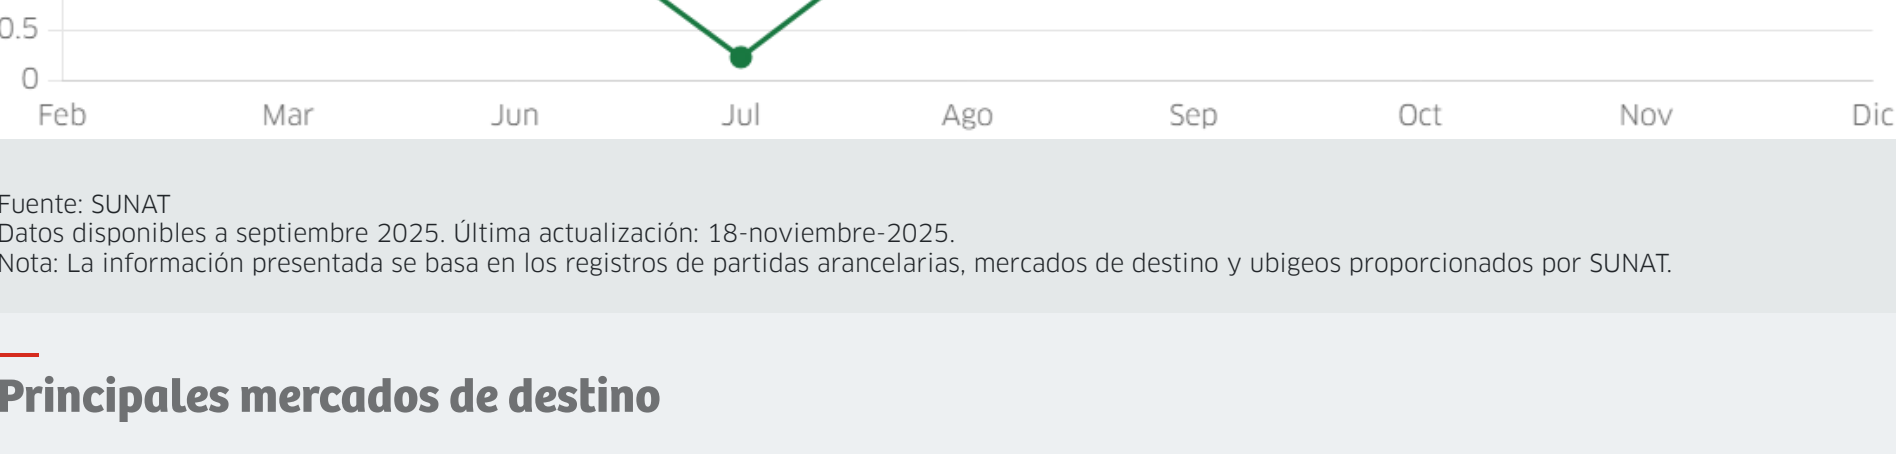 0.5
0
Feb Mar Jun Jul Ago Sep Oct Nov Dic
Fuente: SUNAT
Datos disponibles a septiembre 2025. Última actualización: 18-noviembre-2025.
Nota: La información presentada se basa en los registros de partidas arancelarias, mercados de destino y ubigeos proporcionados por SUNAT.
Principales mercados de destino